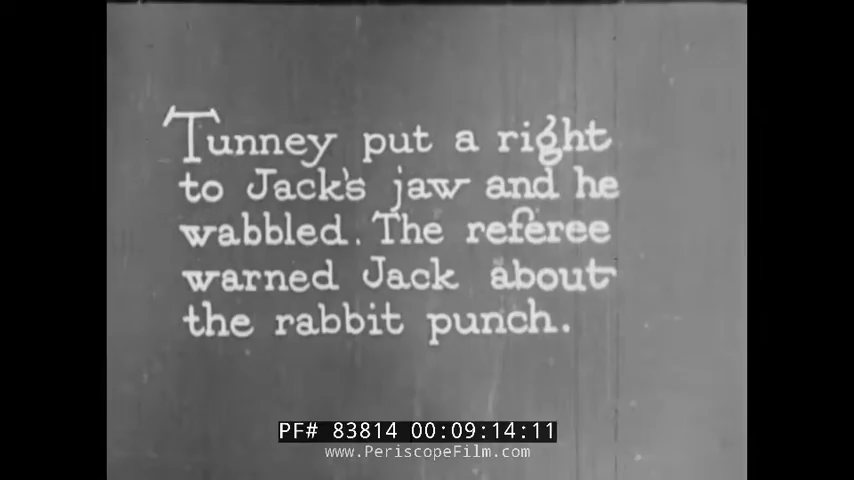 Tunney put a right
to Jack's jaw and he
wabbled. The referee
warned Jack about
the rabbit punch.
PF# 83814 00:09:14:11
www.PeriscopeFilm.com